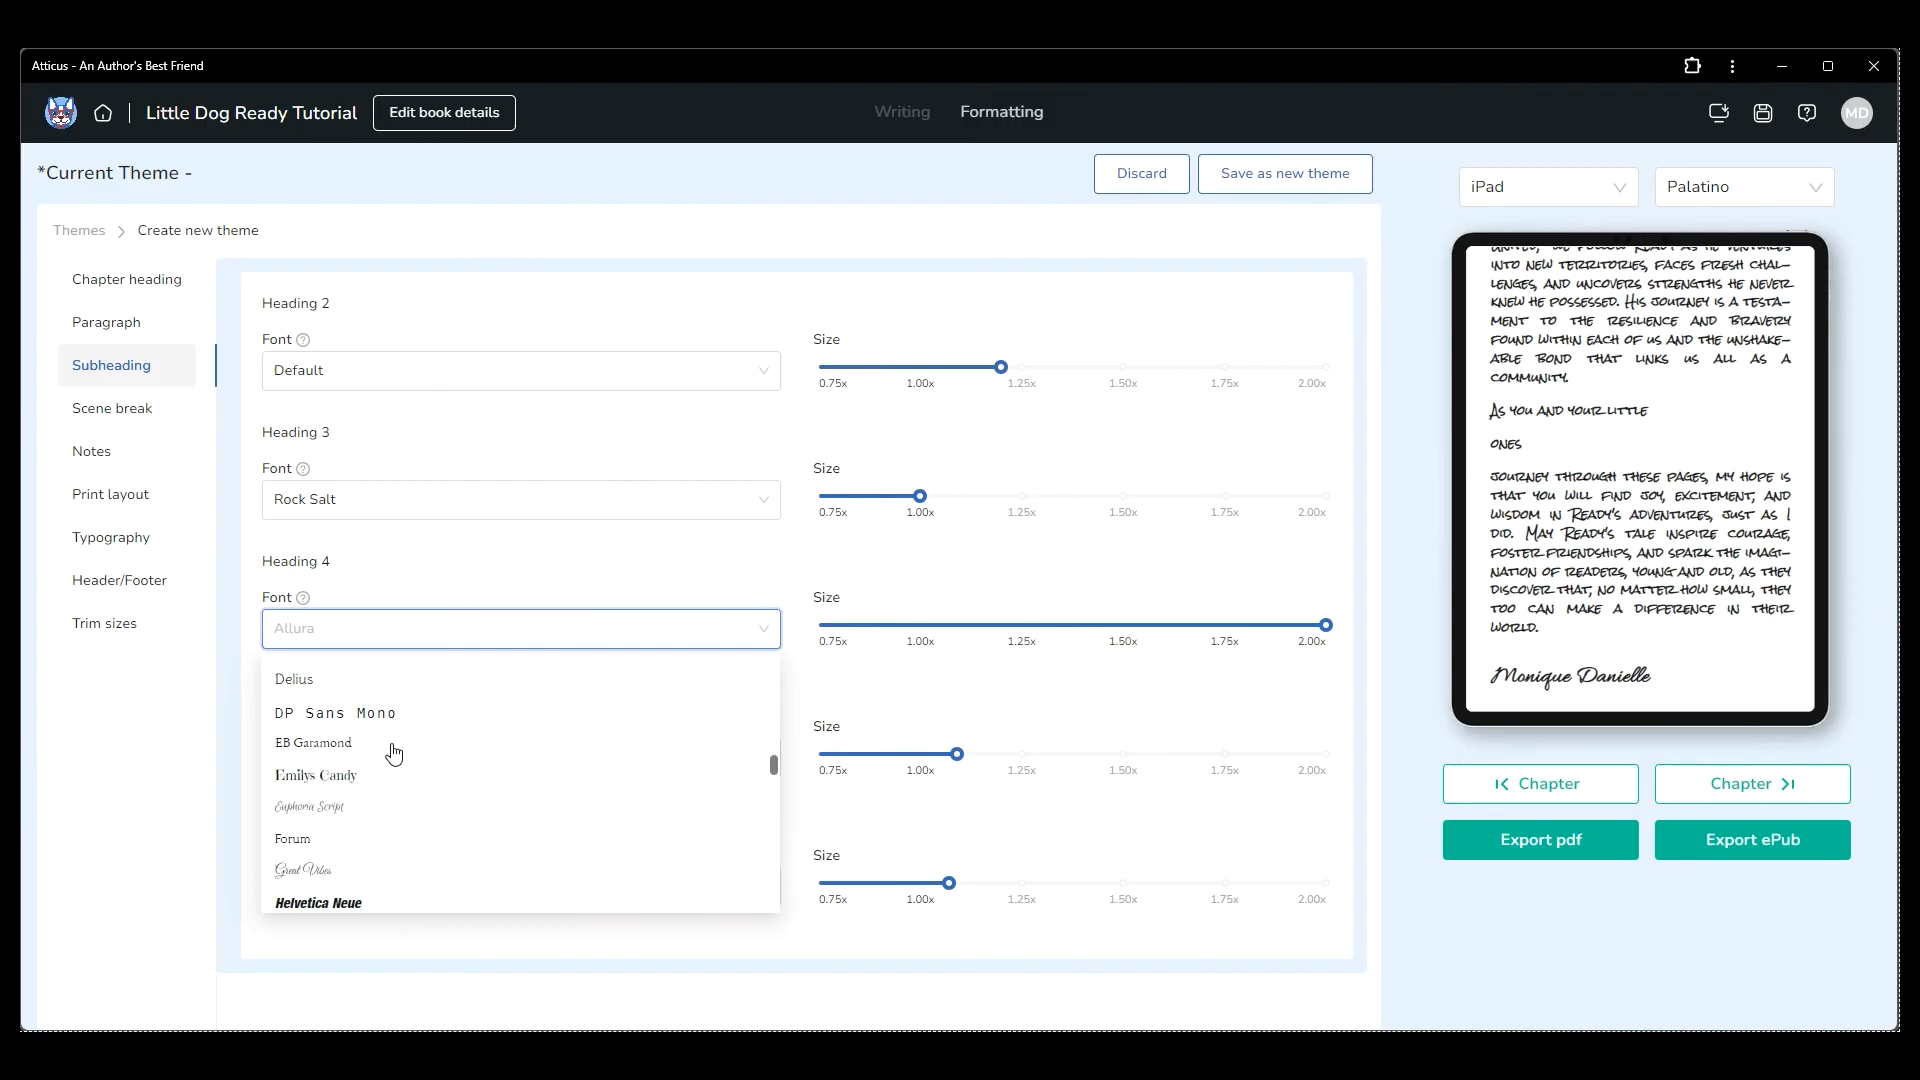 Atticus - An Author's Best Friend
Little Dog Ready Tutorial
Edit book details
Writing
Formatting
MD
*Current Theme -
Discard
Save as new theme
iPad
Palatino
Themes
Create new theme
Chapter heading
Paragraph
Subheading
Scene break
Notes
Print layout
Typography
Header/Footer
Trim sizes
Heading 2
Font ?
Default
Size
0.75x 1.00x 1.25x 1.50x 1.75x 2.00x
Heading 3
Font ?
Rock Salt
Size
0.75x 1.00x 1.25x 1.50x 1.75x 2.00x
Heading 4
Font ?
Allura
Size
0.75x 1.00x 1.25x 1.50x 1.75x 2.00x
Delius
DP Sans Mono
EB Garamond
Emilys Candy
Euphoria Script
Forum
Great Vibes
Helvetica Neue
Size
0.75x 1.00x 1.25x 1.50x 1.75x 2.00x
Size
0.75x 1.00x 1.25x 1.50x 1.75x 2.00x
into new territories, faces fresh chal-
lenges, and uncovers strengths he never
knew he possessed. His journey is a testa-
ment to the resilience and bravery
found within each of us and the unshake-
able bond that links us all as a
community.
As you and your little
ones
journey through these pages, my hope is
that you will find joy, excitement, and
wisdom in Ready's adventures, just as I
did. May Ready's tale inspire courage,
foster friendships, and spark the imagi-
nation of readers, young and old, as they
discover that, no matter how small, they
too can make a difference in their
world.
Monique Danielle
Chapter
Chapter
Export pdf
Export ePub